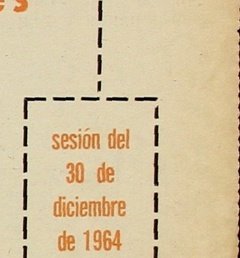 sesión del
30 de
diciembre
de 1964